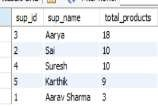 sup_id sup_name total_products
3 Aarya 18
2 Sai 10
4 Suresh 10
5 Karthik 9
1 Aarav Sharma 3